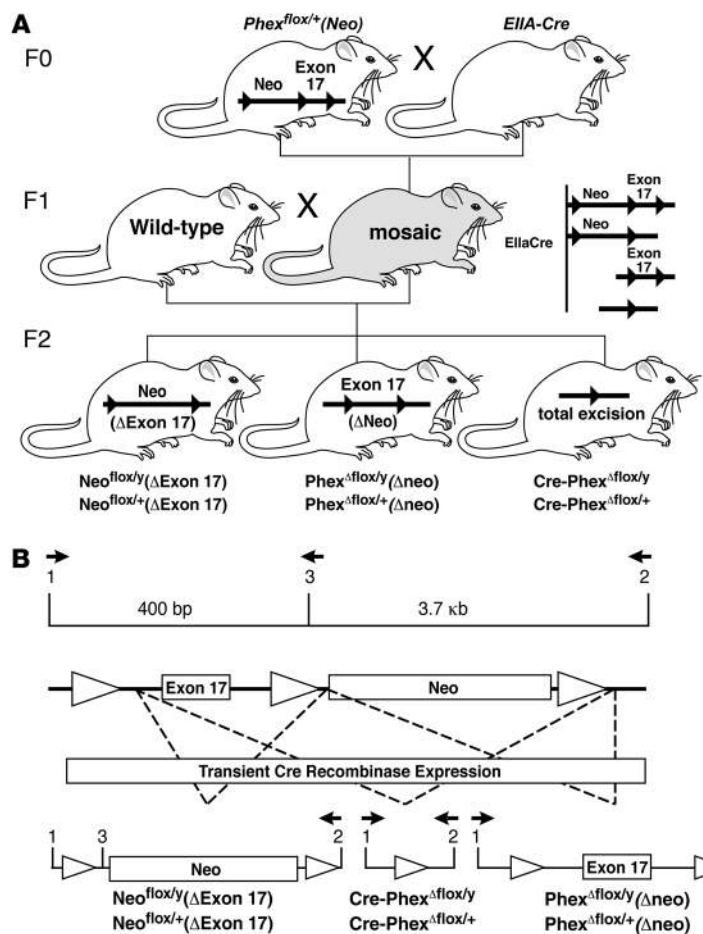 A
Phex^flox/+(Neo)
EIIA-Cre
F0
X
Exon
17
Neo
F1
Wild-type
X
mosaic
EIIaCre
Exon
Neo 17
Neo
Exon
17
F2
Neo
(ΔExon 17)
Exon 17
(ΔNeo)
total excision
Neo^flox/y(ΔExon 17) Phex^Δflox/y(Δneo) Cre-Phex^Δflox/y
Neo^flox/+(ΔExon 17) Phex^Δflox/+(Δneo) Cre-Phex^Δflox/+
B
1 3 2
400 bp 3.7 κb
Exon 17 Neo
Transient Cre Recombinase Expression
1 3 2 1 2 1
Neo Exon 17
Neo^flox/y(ΔExon 17) Cre-Phex^Δflox/y Phex^Δflox/y(Δneo)
Neo^flox/+(ΔExon 17) Cre-Phex^Δflox/+ Phex^Δflox/+(Δneo)